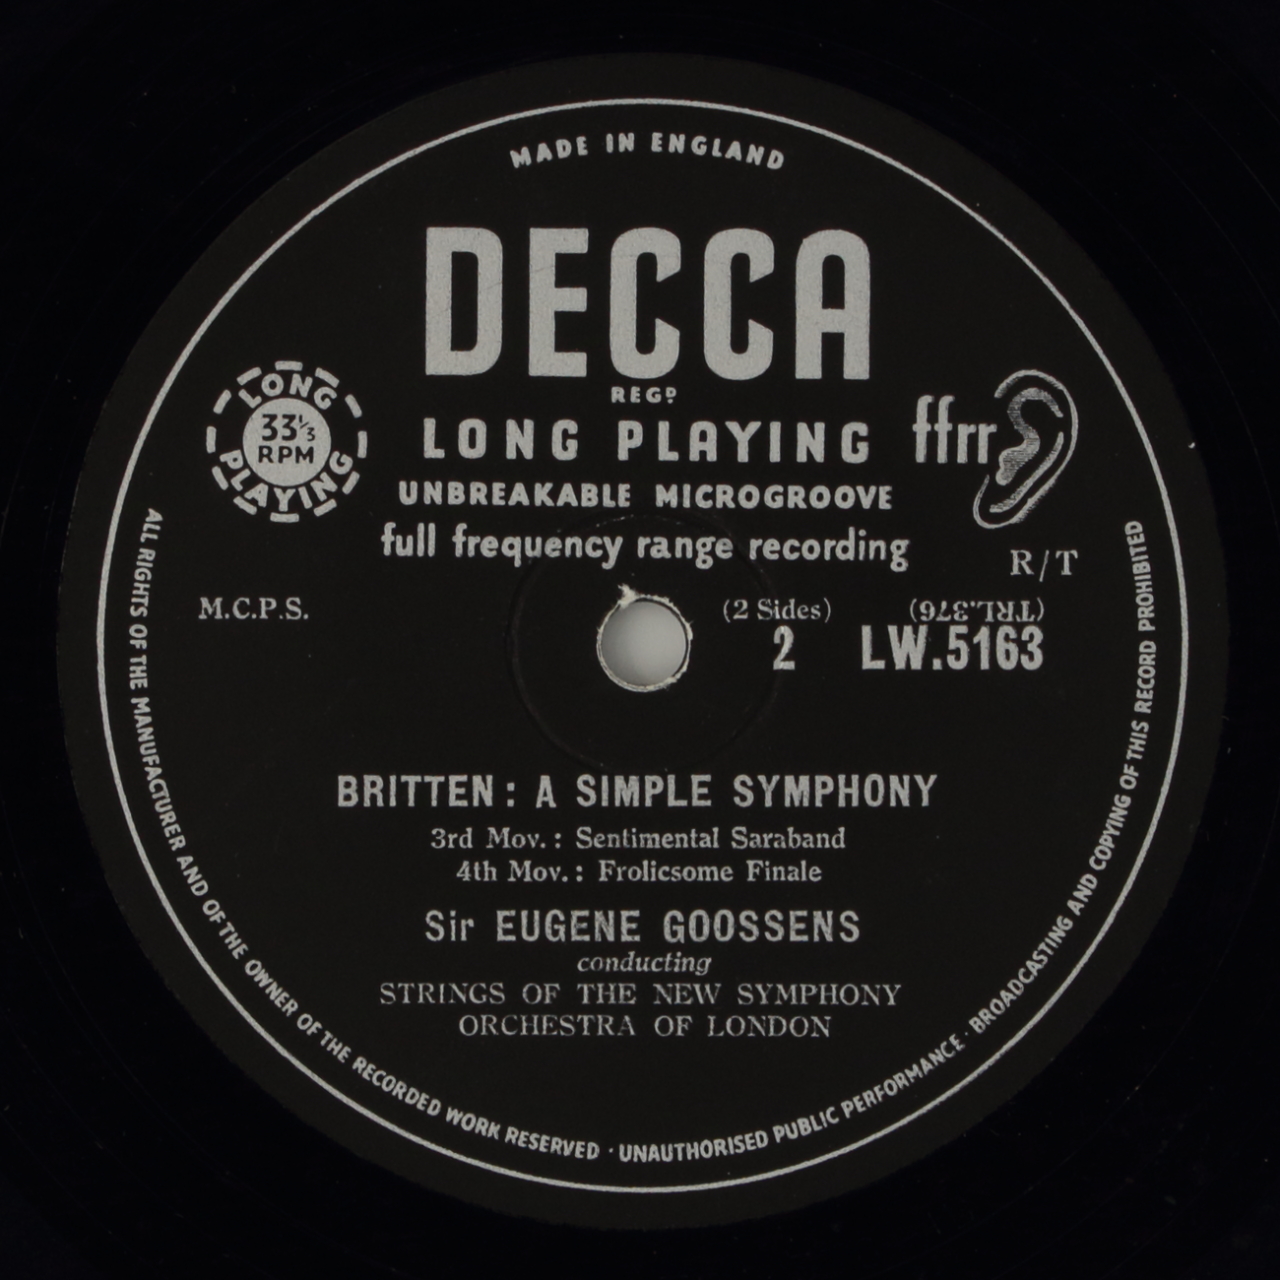 MADE IN ENGLAND
DECCA
REGD
LONG PLAYING
UNBREAKABLE MICROGROOVE
full frequency range recording
LONG
33⅓
RPM
PLAYING
ffrr
R/T
M.C.P.S.
(2 Sides)
2
(TRL.376)
LW.5163
BRITTEN: A SIMPLE SYMPHONY
3rd Mov.: Sentimental Saraband
4th Mov.: Frolicsome Finale
Sir EUGENE GOOSSENS
conducting
STRINGS OF THE NEW SYMPHONY
ORCHESTRA OF LONDON
ALL RIGHTS OF THE MANUFACTURER AND OF THE OWNER OF THE RECORDED WORK RESERVED · UNAUTHORISED PUBLIC PERFORMANCE · BROADCASTING AND COPYING OF THIS RECORD PROHIBITED